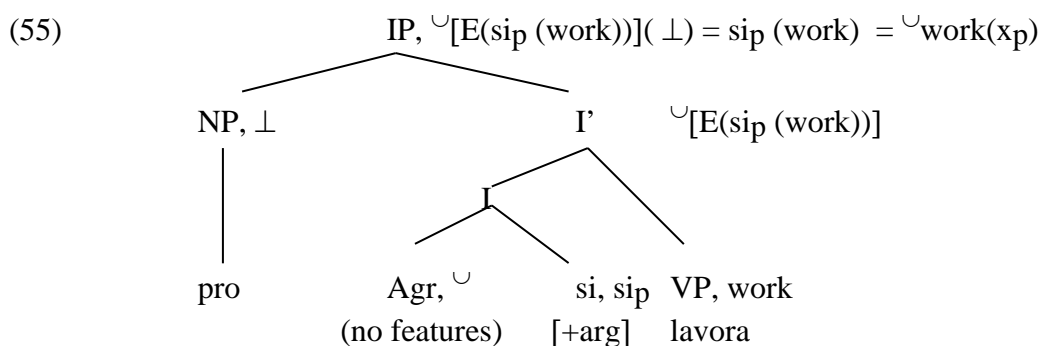 (55) IP, ∪[E(sip (work))]( ⊥) = sip (work) = ∪work(xp)
NP, ⊥ I’ ∪[E(sip (work))]
I
pro Agr, ∪ si, sip VP, work
(no features) [+arg] lavora